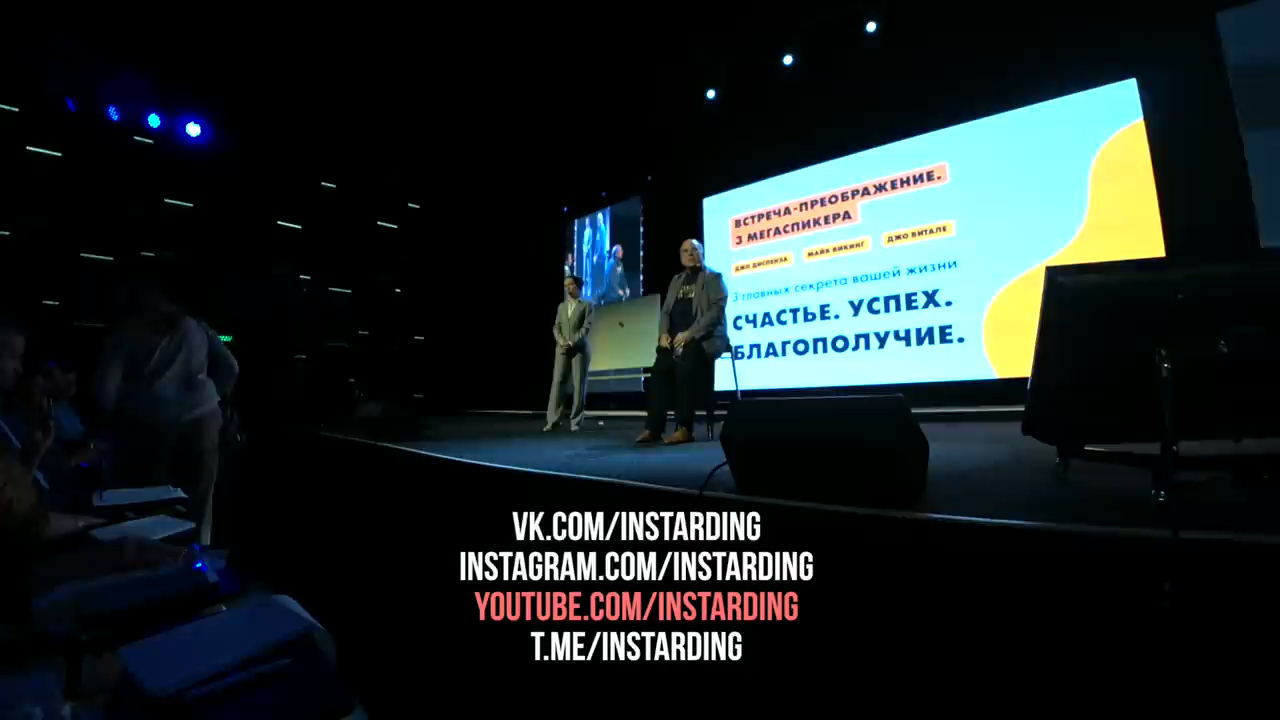 ВСТРЕЧА-ПРЕОБРАЖЕНИЕ.
3 МЕГАСПИКЕРА
ДЖО ДИСПЕНЗА МАЙК ВИКИНГ ДЖО ВИТАЛЕ
3 главных секрета вашей жизни
СЧАСТЬЕ. УСПЕХ.
БЛАГОПОЛУЧИЕ.
VK.COM/INSTARDING
INSTAGRAM.COM/INSTARDING
YOUTUBE.COM/INSTARDING
T.ME/INSTARDING